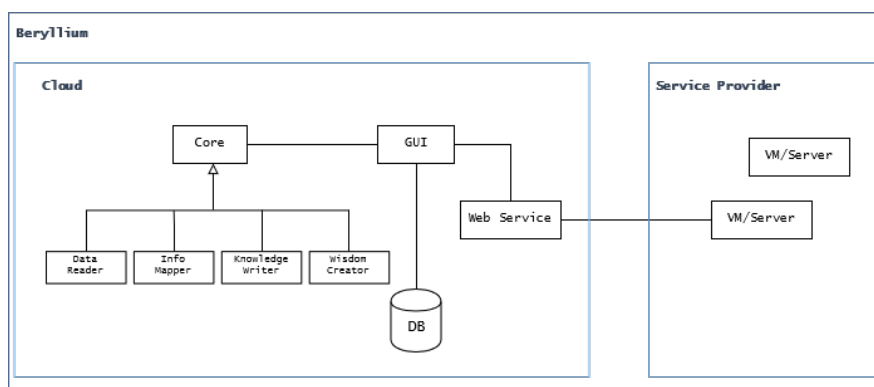 Beryllium
Cloud
Service Provider
Core
GUI
VM/Server
Web Service
VM/Server
Data
Reader
Info
Mapper
Knowledge
Writer
Wisdom
Creator
DB